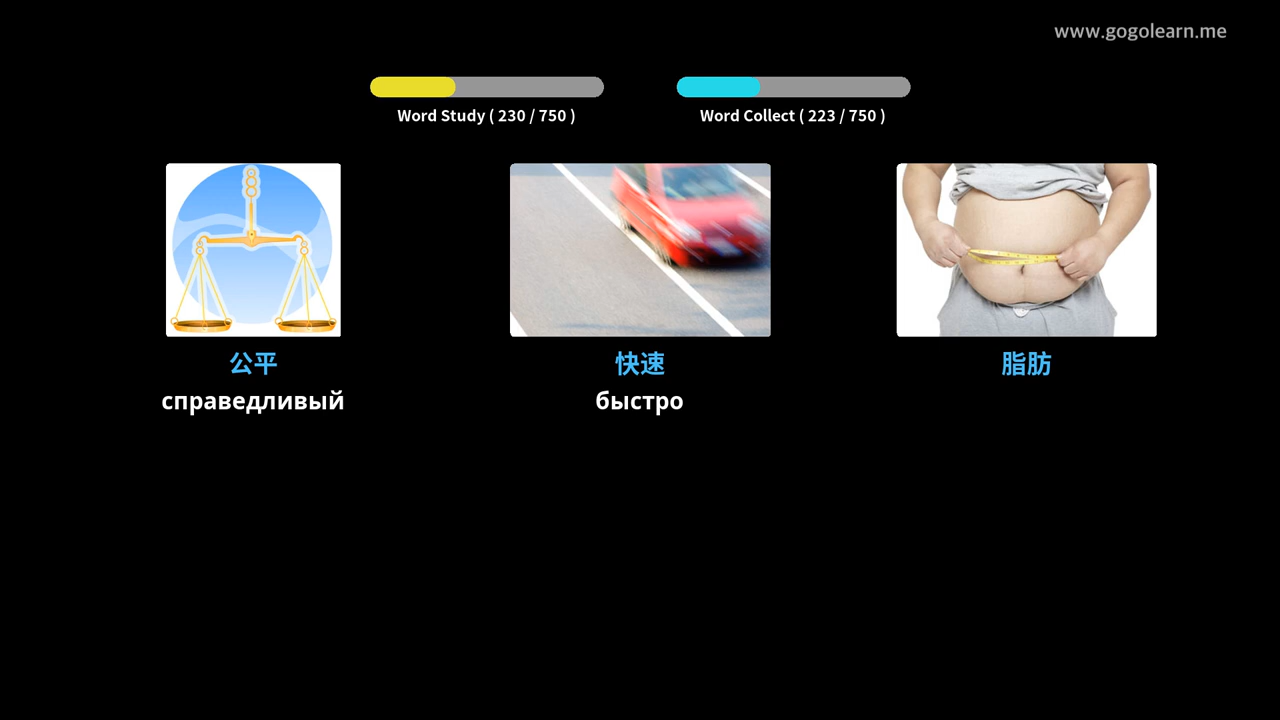 www.gogolearn.me
Word Study ( 230 / 750 )
Word Collect ( 223 / 750 )
公平
справедливый
快速
быстро
脂肪